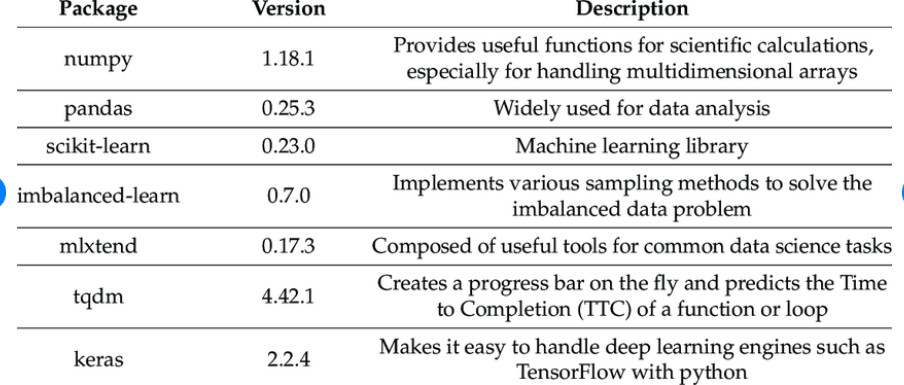 Package Version Description
numpy 1.18.1 Provides useful functions for scientific calculations,
especially for handling multidimensional arrays
pandas 0.25.3 Widely used for data analysis
scikit-learn 0.23.0 Machine learning library
imbalanced-learn 0.7.0 Implements various sampling methods to solve the
imbalanced data problem
mlxtend 0.17.3 Composed of useful tools for common data science tasks
tqdm 4.42.1 Creates a progress bar on the fly and predicts the Time
to Completion (TTC) of a function or loop
keras 2.2.4 Makes it easy to handle deep learning engines such as
TensorFlow with python